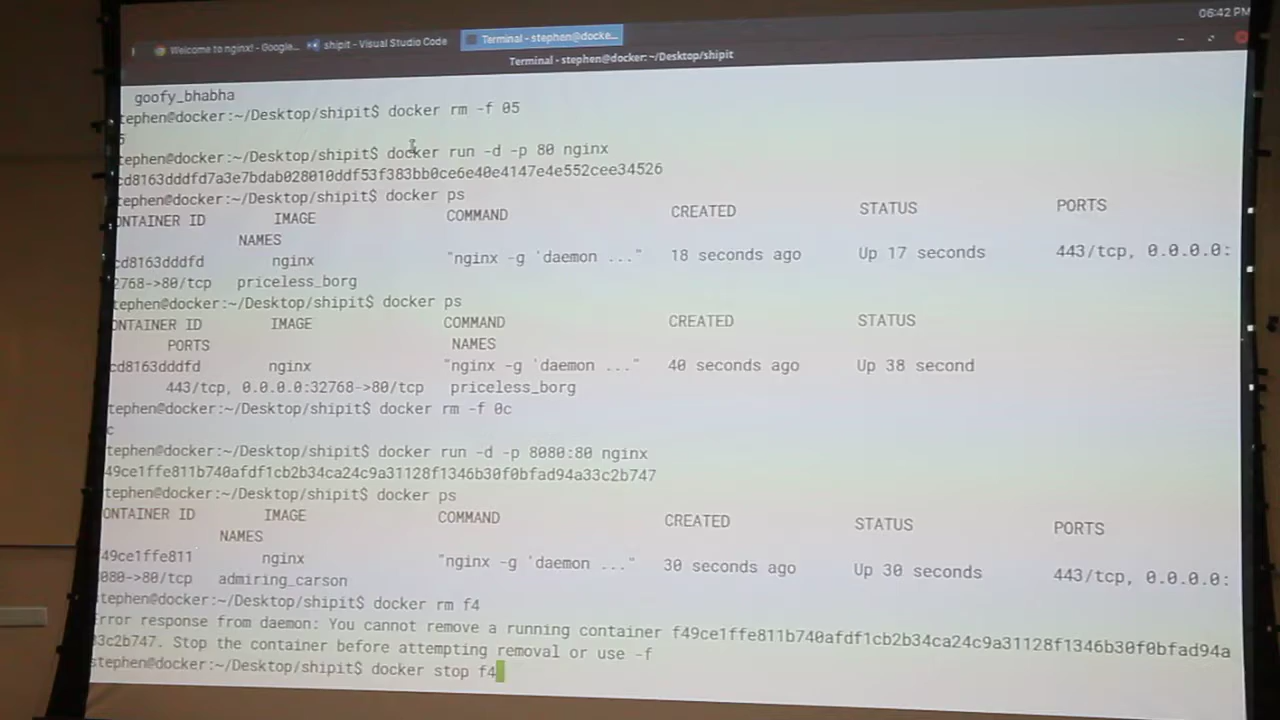 06:42 PM
Welcome to nginx! - Google... shipit - Visual Studio Code Terminal - stephen@docke...
Terminal - stephen@docker: ~/Desktop/shipit
goofy_bhabha
tephen@docker:~/Desktop/shipit$ docker rm -f 05
5
tephen@docker:~/Desktop/shipit$ docker run -d -p 80 nginx
cd8163dddfd7a3e7bdab028010ddf53f383bb0ce6e40e4147e4e552cee34526
tephen@docker:~/Desktop/shipit$ docker ps
ONTAINER ID IMAGE COMMAND CREATED STATUS PORTS
NAMES
cd8163dddfd nginx "nginx -g 'daemon ..." 18 seconds ago Up 17 seconds 443/tcp, 0.0.0.0:
2768->80/tcp priceless_borg
tephen@docker:~/Desktop/shipit$ docker ps
ONTAINER ID IMAGE COMMAND CREATED STATUS
PORTS NAMES
cd8163dddfd nginx "nginx -g 'daemon ..." 40 seconds ago Up 38 second
443/tcp, 0.0.0.0:32768->80/tcp priceless_borg
tephen@docker:~/Desktop/shipit$ docker rm -f 0c
c
tephen@docker:~/Desktop/shipit$ docker run -d -p 8080:80 nginx
49ce1ffe811b740afdf1cb2b34ca24c9a31128f1346b30f0bfad94a33c2b747
tephen@docker:~/Desktop/shipit$ docker ps
ONTAINER ID IMAGE COMMAND CREATED STATUS PORTS
NAMES
49ce1ffe811 nginx "nginx -g 'daemon ..." 30 seconds ago Up 30 seconds 443/tcp, 0.0.0.0:
080->80/tcp admiring_carson
tephen@docker:~/Desktop/shipit$ docker rm f4
Error response from daemon: You cannot remove a running container f49ce1ffe811b740afdf1cb2b34ca24c9a31128f1346b30f0bfad94a
33c2b747. Stop the container before attempting removal or use -f
stephen@docker:~/Desktop/shipit$ docker stop f4